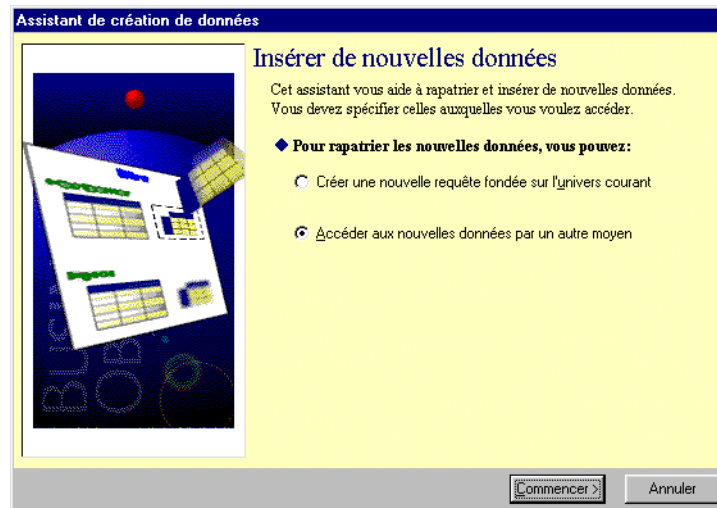 Assistant de création de données
Insérer de nouvelles données
Cet assistant vous aide à rapatrier et insérer de nouvelles données.
Vous devez spécifier celles auxquelles vous voulez accéder.
Pour rapatrier les nouvelles données, vous pouvez:
Créer une nouvelle requête fondée sur l'univers courant
Accéder aux nouvelles données par un autre moyen
Commencer >
Annuler